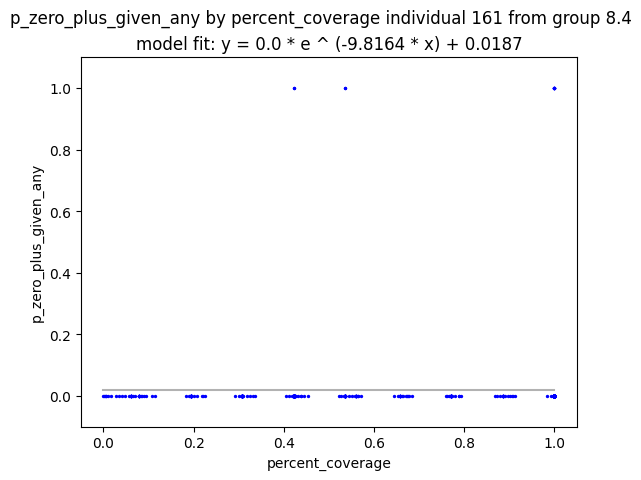 p_zero_plus_given_any by percent_coverage individual 161 from group 8.4
model fit: y = 0.0 * e ^ (-9.8164 * x) + 0.0187
1.0
0.8
0.6
0.4
0.2
0.0
p_zero_plus_given_any
0.0 0.2 0.4 0.6 0.8 1.0
percent_coverage